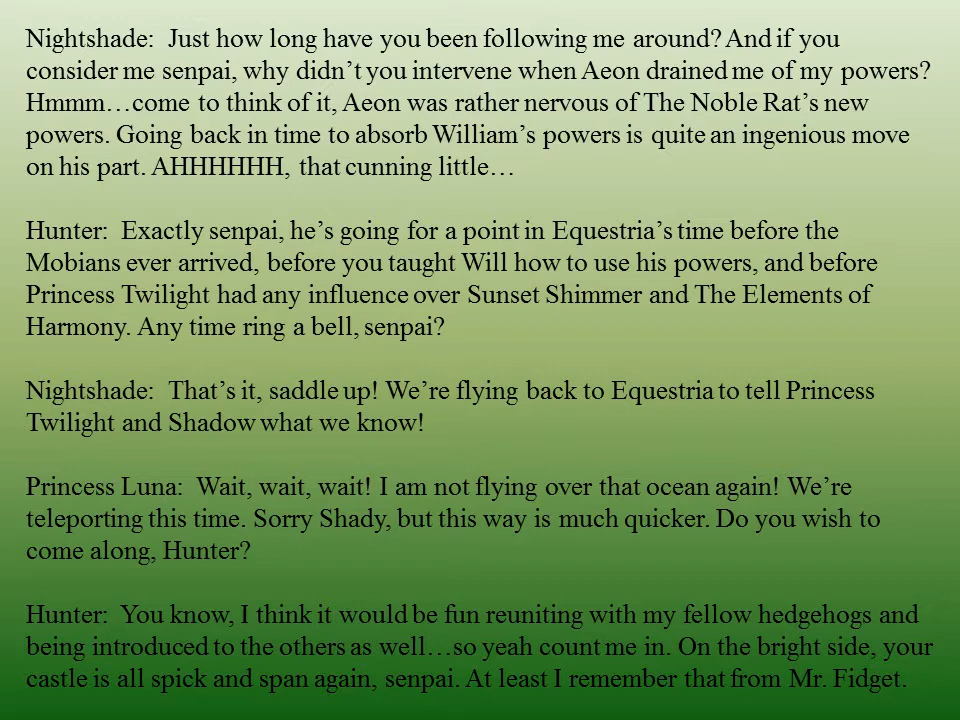 Nightshade:  Just how long have you been following me around? And if you
consider me senpai, why didn’t you intervene when Aeon drained me of my powers?
Hmmm…come to think of it, Aeon was rather nervous of The Noble Rat’s new
powers. Going back in time to absorb William’s powers is quite an ingenious move
on his part. AHHHHHH, that cunning little…
Hunter:  Exactly senpai, he’s going for a point in Equestria’s time before the
Mobians ever arrived, before you taught Will how to use his powers, and before
Princess Twilight had any influence over Sunset Shimmer and The Elements of
Harmony. Any time ring a bell, senpai?
Nightshade:  That’s it, saddle up! We’re flying back to Equestria to tell Princess
Twilight and Shadow what we know!
Princess Luna:  Wait, wait, wait! I am not flying over that ocean again! We’re
teleporting this time. Sorry Shady, but this way is much quicker. Do you wish to
come along, Hunter?
Hunter:  You know, I think it would be fun reuniting with my fellow hedgehogs and
being introduced to the others as well…so yeah count me in. On the bright side, your
castle is all spick and span again, senpai. At least I remember that from Mr. Fidget.